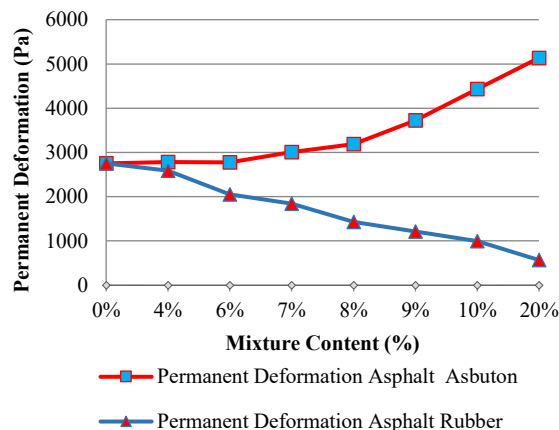 Permanent Deformation (Pa)
6000
5000
4000
3000
2000
1000
0
0% 4% 6% 7% 8% 9% 10% 20%
Mixture Content (%)
Permanent Deformation Asphalt Asbuton
Permanent Deformation Asphalt Rubber